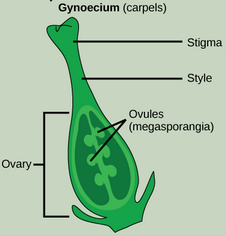 Gynoecium (carpels)
Stigma
Style
Ovules
(megasporangia)
Ovary